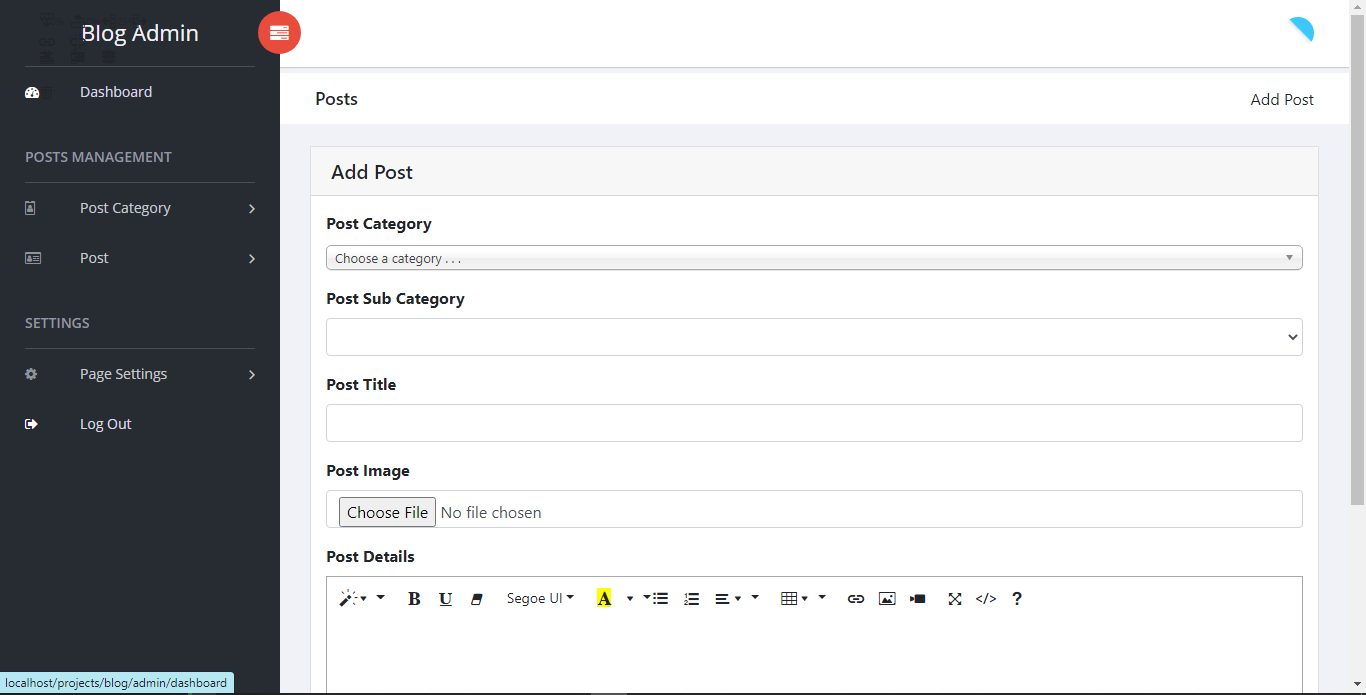 Blog Admin
Dashboard
POSTS MANAGEMENT
Post Category
Post
SETTINGS
Page Settings
Log Out
Posts
Add Post
Add Post
Post Category
Choose a category . . .
Post Sub Category
Post Title
Post Image
Choose File No file chosen
Post Details
B U Segoe UI A </> ?
localhost/projects/blog/admin/dashboard